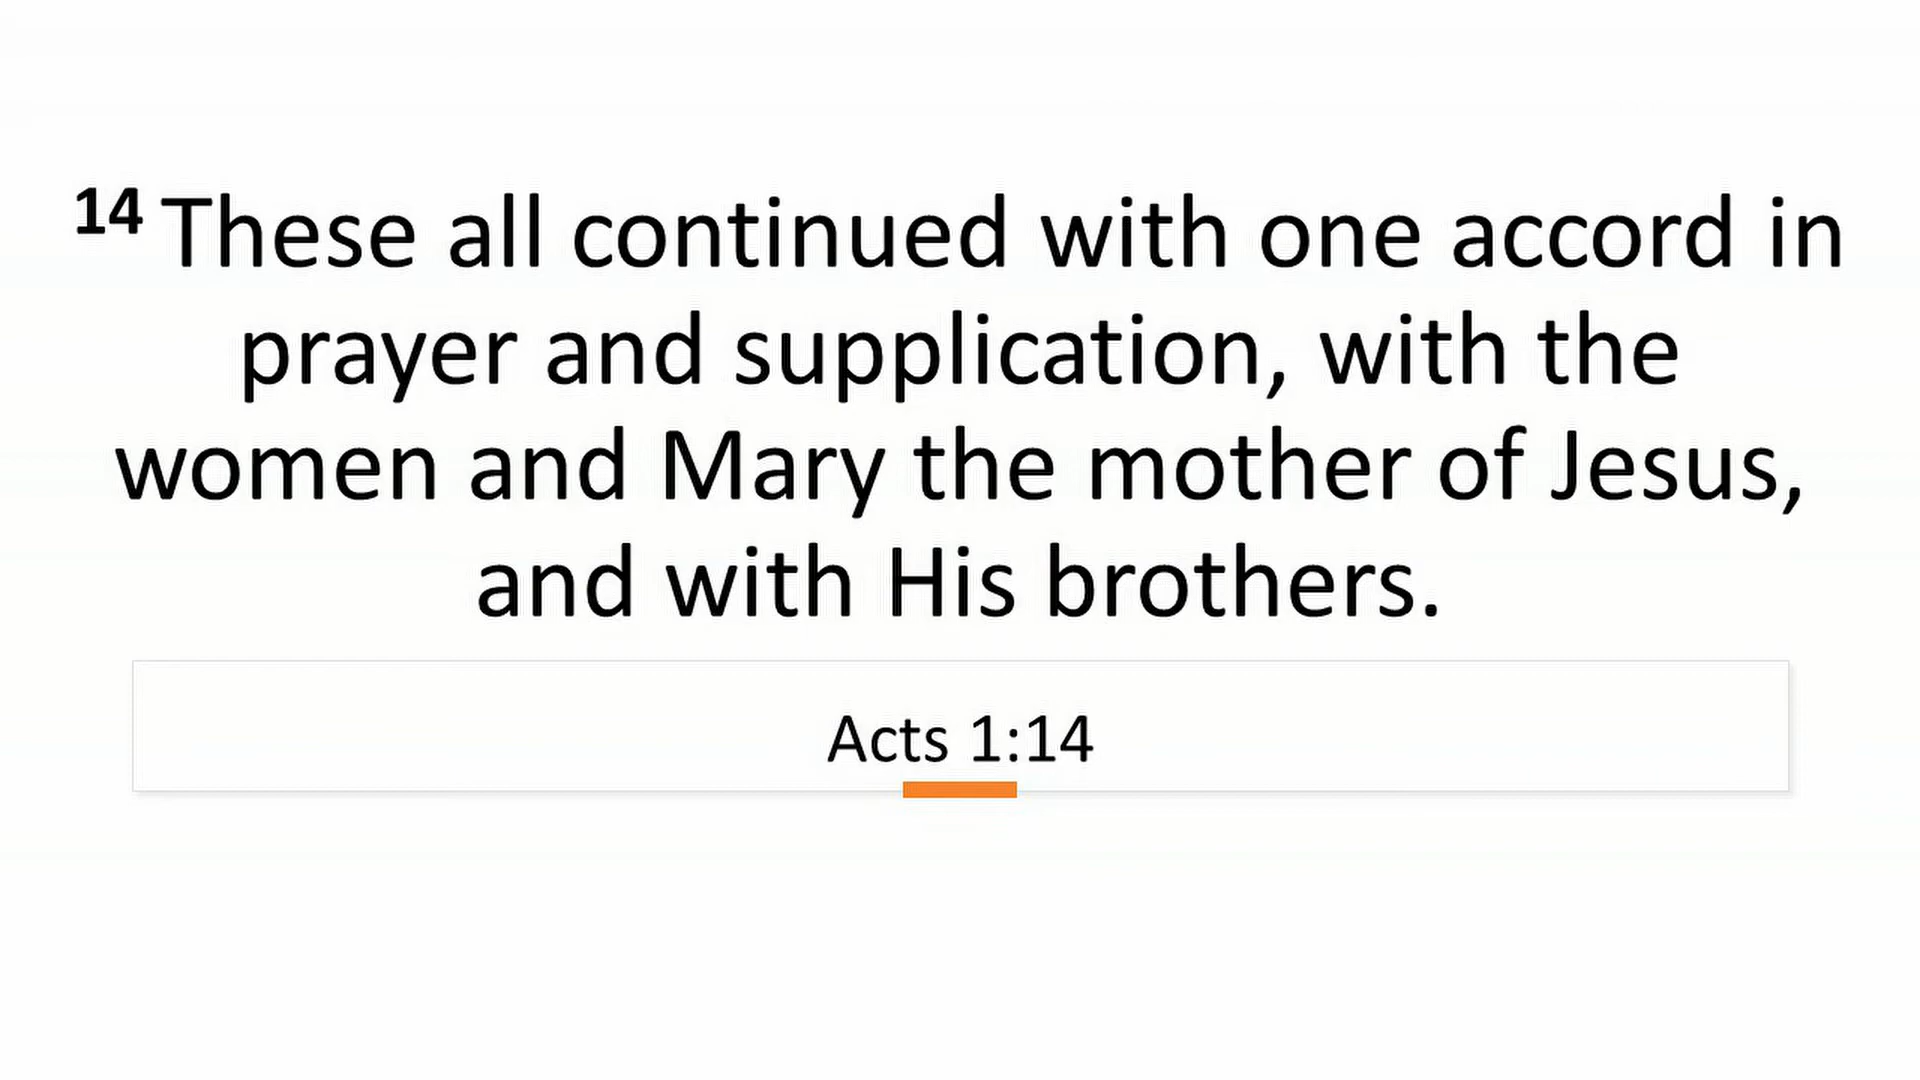 14 These all continued with one accord in
prayer and supplication, with the
women and Mary the mother of Jesus,
and with His brothers.
Acts 1:14